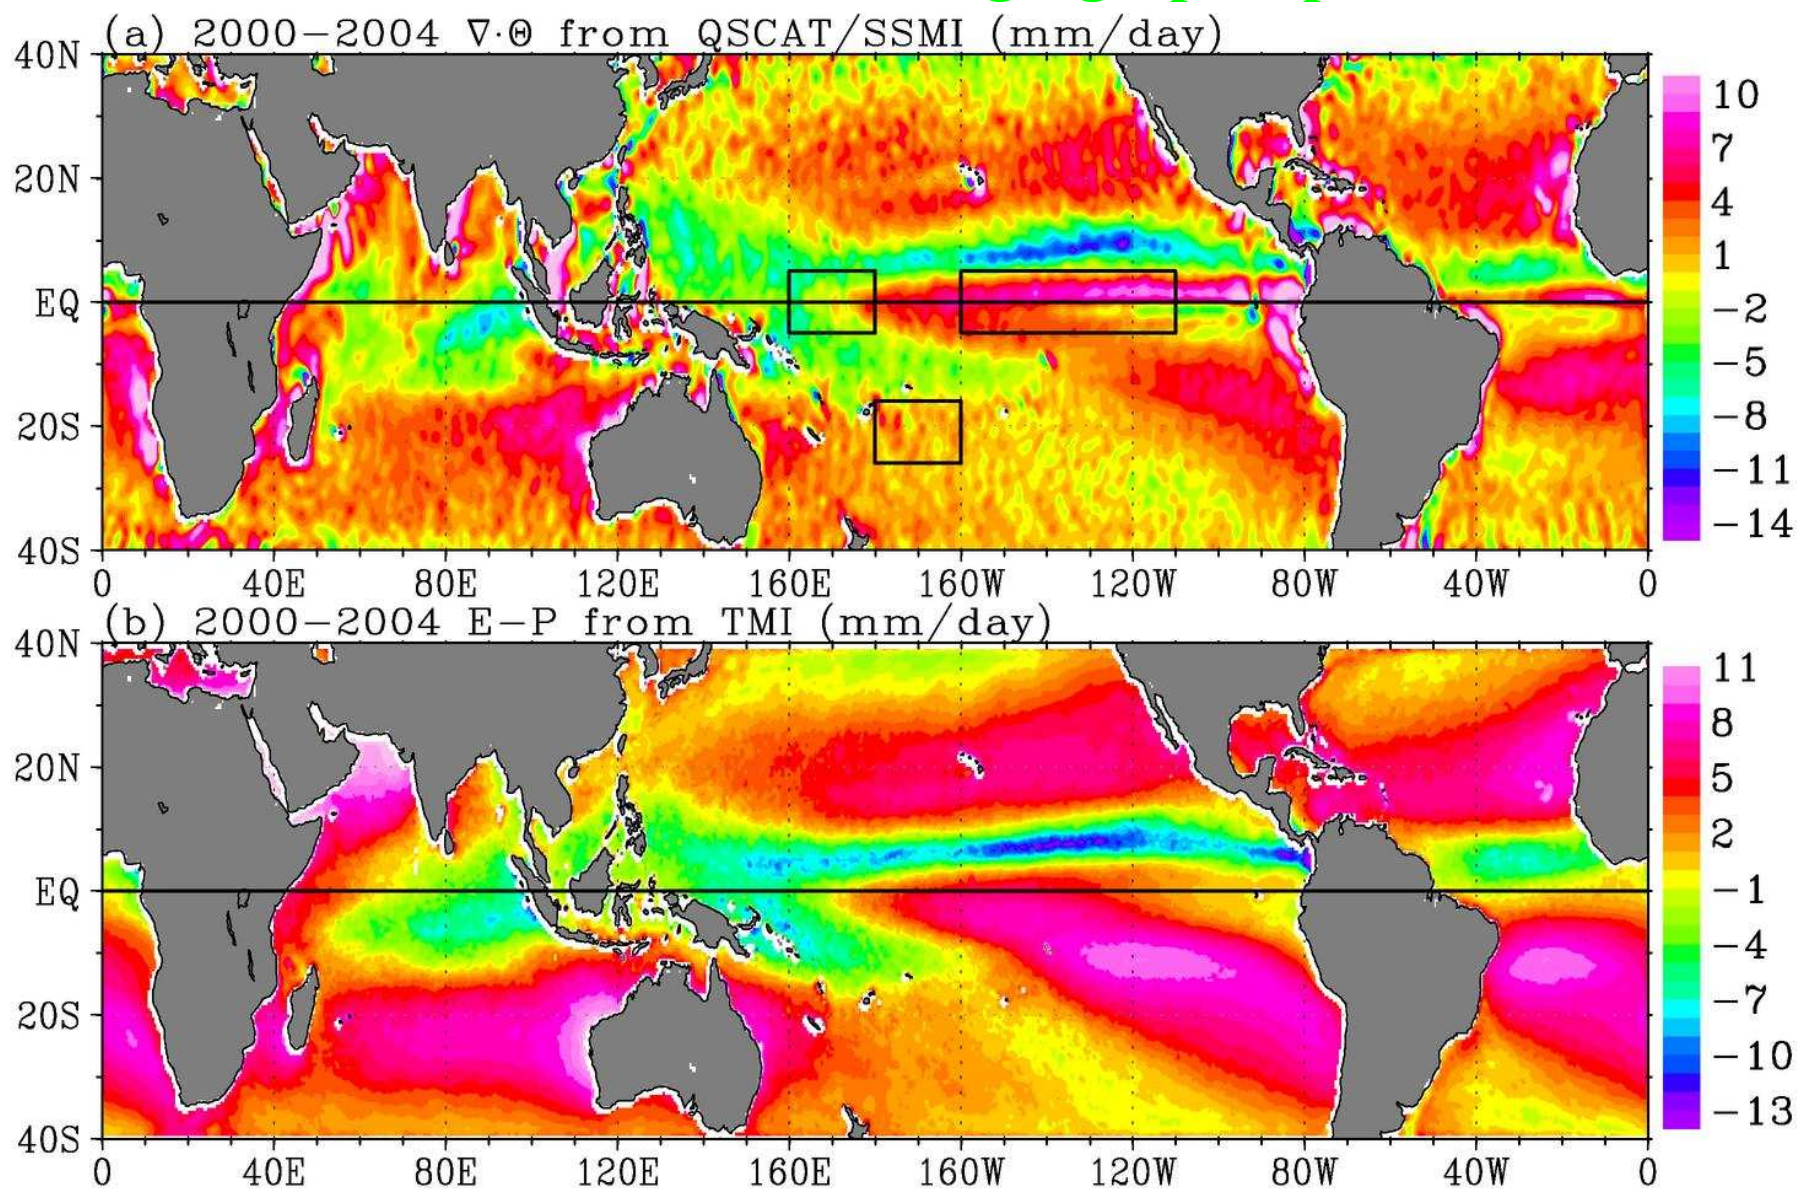 (a) 2000−2004 ∇·Θ from QSCAT/SSMI (mm/day)
40N
20N
EQ
20S
40S
0 40E 80E 120E 160E 160W 120W 80W 40W 0
10
7
4
1
−2
−5
−8
−11
−14
(b) 2000−2004 E−P from TMI (mm/day)
40N
20N
EQ
20S
40S
0 40E 80E 120E 160E 160W 120W 80W 40W 0
11
8
5
2
−1
−4
−7
−10
−13